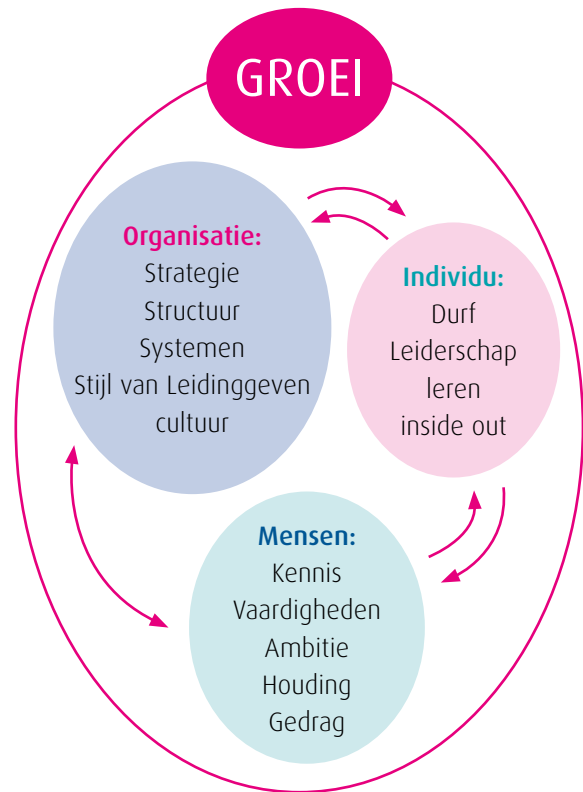 GROEI
Organisatie:
Strategie
Structuur
Systemen
Stijl van Leidinggeven
cultuur
Individu:
Durf
Leiderschap
leren
inside out
Mensen:
Kennis
Vaardigheden
Ambitie
Houding
Gedrag